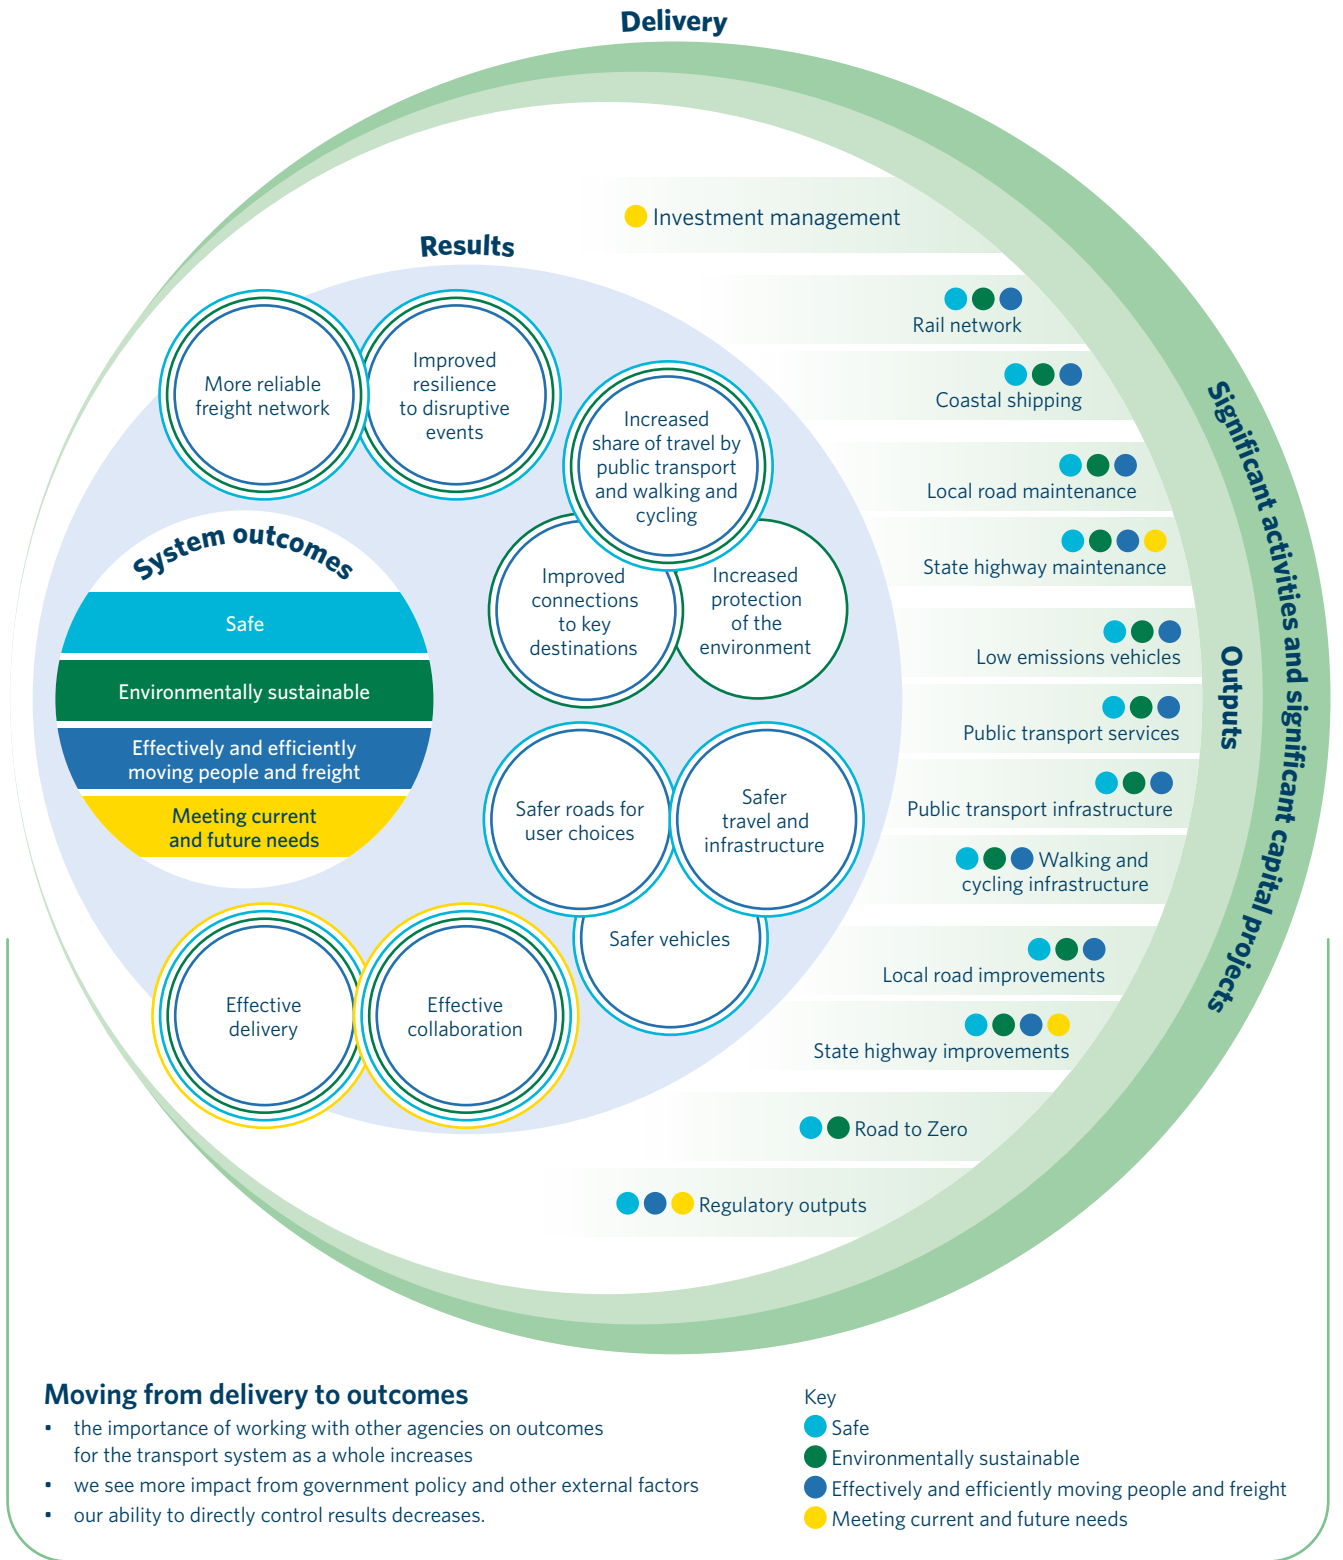 Delivery
Investment management
Results
Rail network
Coastal shipping
More reliable
freight network
Improved
resilience
to disruptive
events
Increased
share of travel by
public transport
and walking and
cycling
Local road maintenance
State highway maintenance
System outcomes
Safe
Environmentally sustainable
Effectively and efficiently
moving people and freight
Meeting current
and future needs
Improved
connections
to key
destinations
Increased
protection
of the
environment
Low emissions vehicles
Public transport services
Public transport infrastructure
Walking and
cycling infrastructure
Outputs
Significant activities and significant capital projects
Safer roads for
user choices
Safer
travel and
infrastructure
Safer vehicles
Local road improvements
State highway improvements
Effective
delivery
Effective
collaboration
Road to Zero
Regulatory outputs
Moving from delivery to outcomes
• the importance of working with other agencies on outcomes
for the transport system as a whole increases
• we see more impact from government policy and other external factors
• our ability to directly control results decreases.
Key
Safe
Environmentally sustainable
Effectively and efficiently moving people and freight
Meeting current and future needs